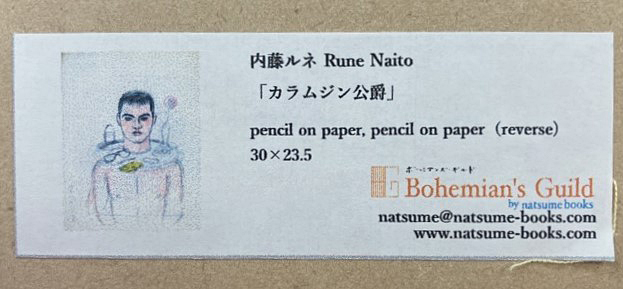 内藤ルネ Rune Naito
「カラムジン公爵」
pencil on paper, pencil on paper（reverse）
30×23.5
ボヘミアンズ・ギルド
Bohemian's Guild
by natsume books
natsume@natsume-books.com
www.natsume-books.com